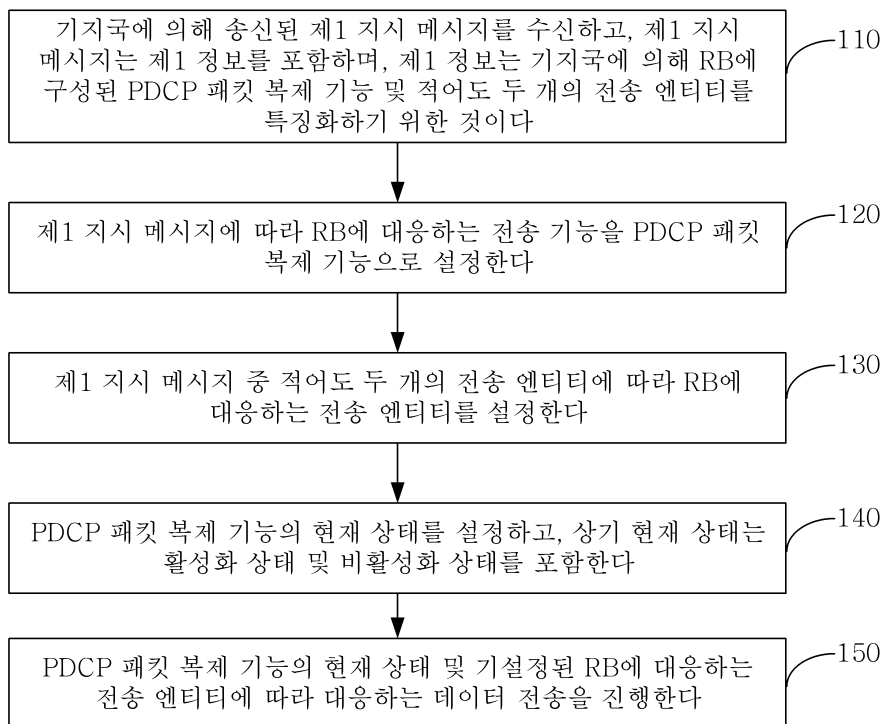 기지국에 의해 송신된 제1 지시 메시지를 수신하고, 제1 지시
메시지는 제1 정보를 포함하며, 제1 정보는 기지국에 의해 RB에
구성된 PDCP 패킷 복제 기능 및 적어도 두 개의 전송 엔티티를
특징화하기 위한 것이다
110
제1 지시 메시지에 따라 RB에 대응하는 전송 기능을 PDCP 패킷
복제 기능으로 설정한다
120
제1 지시 메시지 중 적어도 두 개의 전송 엔티티에 따라 RB에
대응하는 전송 엔티티를 설정한다
130
PDCP 패킷 복제 기능의 현재 상태를 설정하고, 상기 현재 상태는
활성화 상태 및 비활성화 상태를 포함한다
140
PDCP 패킷 복제 기능의 현재 상태 및 기설정된 RB에 대응하는
전송 엔티티에 따라 대응하는 데이터 전송을 진행한다
150